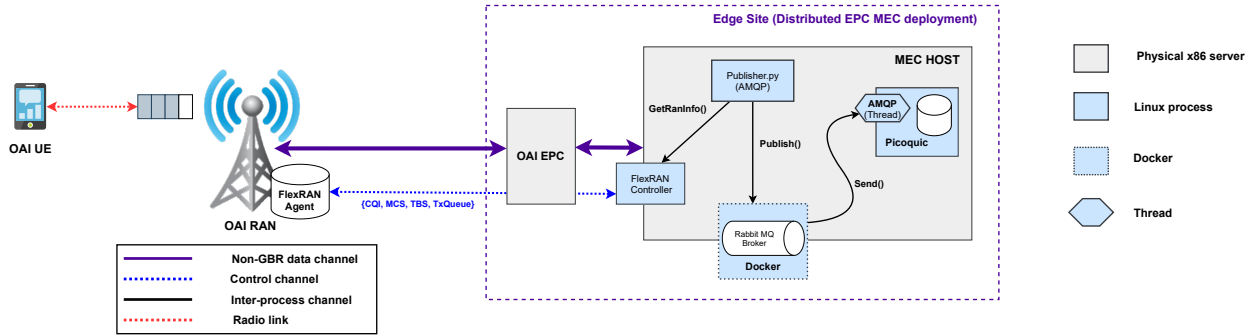 Edge Site (Distributed EPC MEC deployment)
MEC HOST
Publisher.py
(AMQP)
GetRanInfo()
AMQP
(Thread)
Picoquic
Publish()
OAI UE
OAI EPC
FlexRAN
Controller
Send()
FlexRAN
Agent
{CQI, MCS, TBS, TxQueue}
OAI RAN
Rabbit MQ
Broker
Docker
Non-GBR data channel
Control channel
Inter-process channel
Radio link
Physical x86 server
Linux process
Docker
Thread